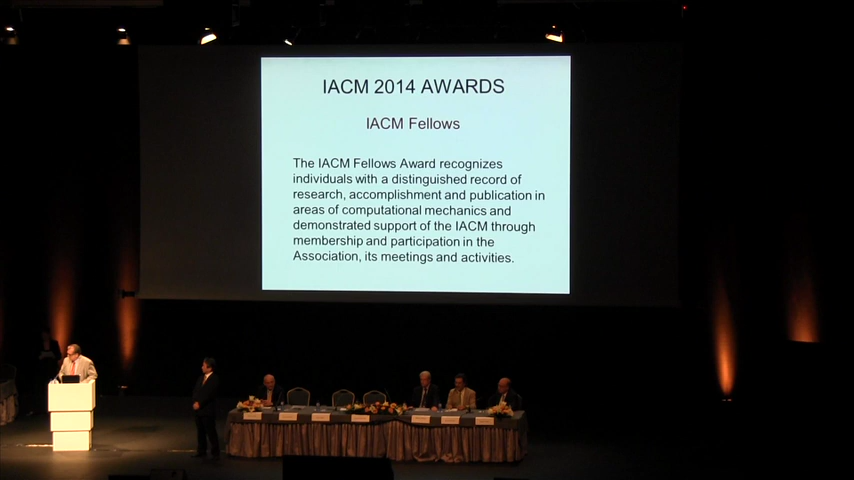 IACM 2014 AWARDS
IACM Fellows
The IACM Fellows Award recognizes
individuals with a distinguished record of
research, accomplishment and publication in
areas of computational mechanics and
demonstrated support of the IACM through
membership and participation in the
Association, its meetings and activities.